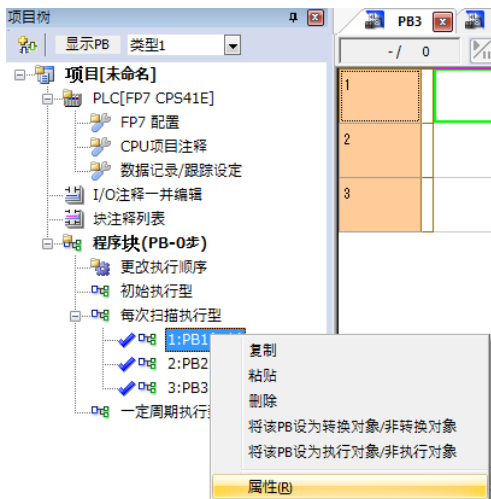 项目树
PB3
显示PB 类型1
-/ 0
项目[未命名]
1
PLC[FP7 CPS41E]
FP7 配置
CPU项目注释
2
数据记录/跟踪设定
I/O注释一并编辑
3
块注释列表
程序块(PB-0步)
更改执行顺序
初始执行型
每次扫描执行型
1:PB1
复制
2:PB2
粘贴
3:PB3
删除
一定周期执行
将该PB设为转换对象/非转换对象
将该PB设为执行对象/非执行对象
属性(R)